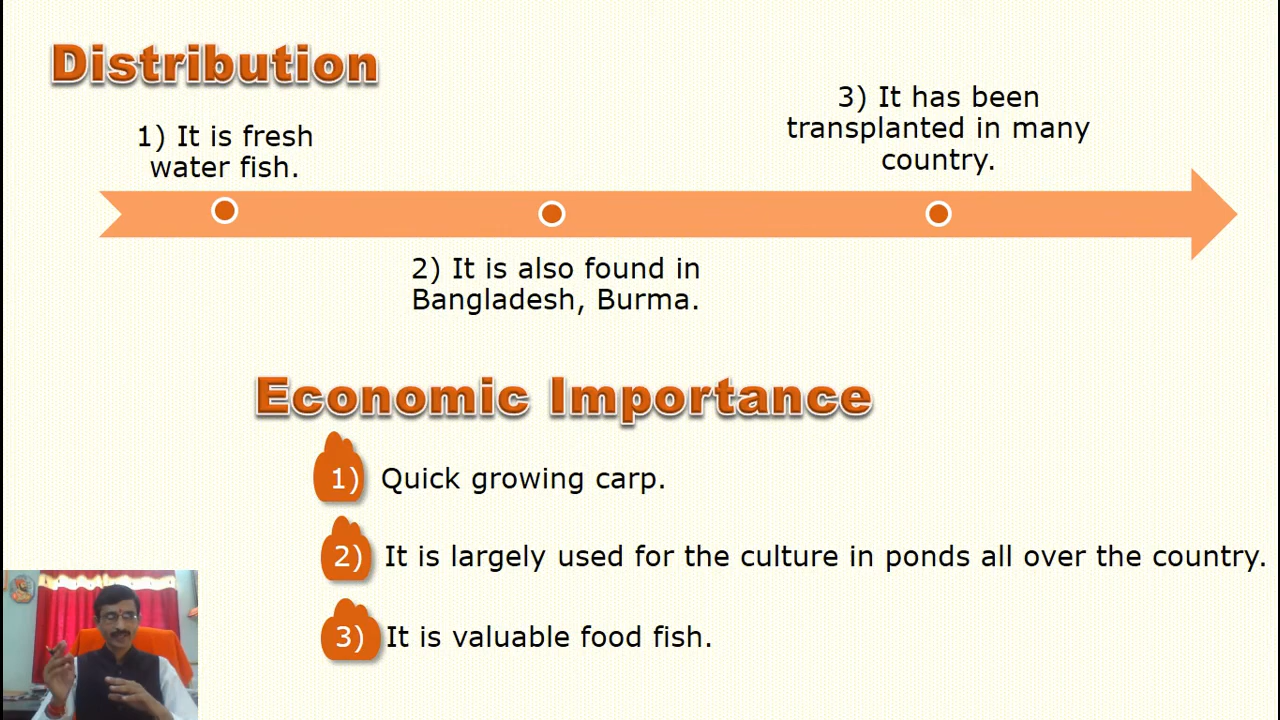 Distribution
1) It is fresh
water fish.
3) It has been
transplanted in many
country.
2) It is also found in
Bangladesh, Burma.
Economic Importance
1) Quick growing carp.
2) It is largely used for the culture in ponds all over the country.
3) It is valuable food fish.